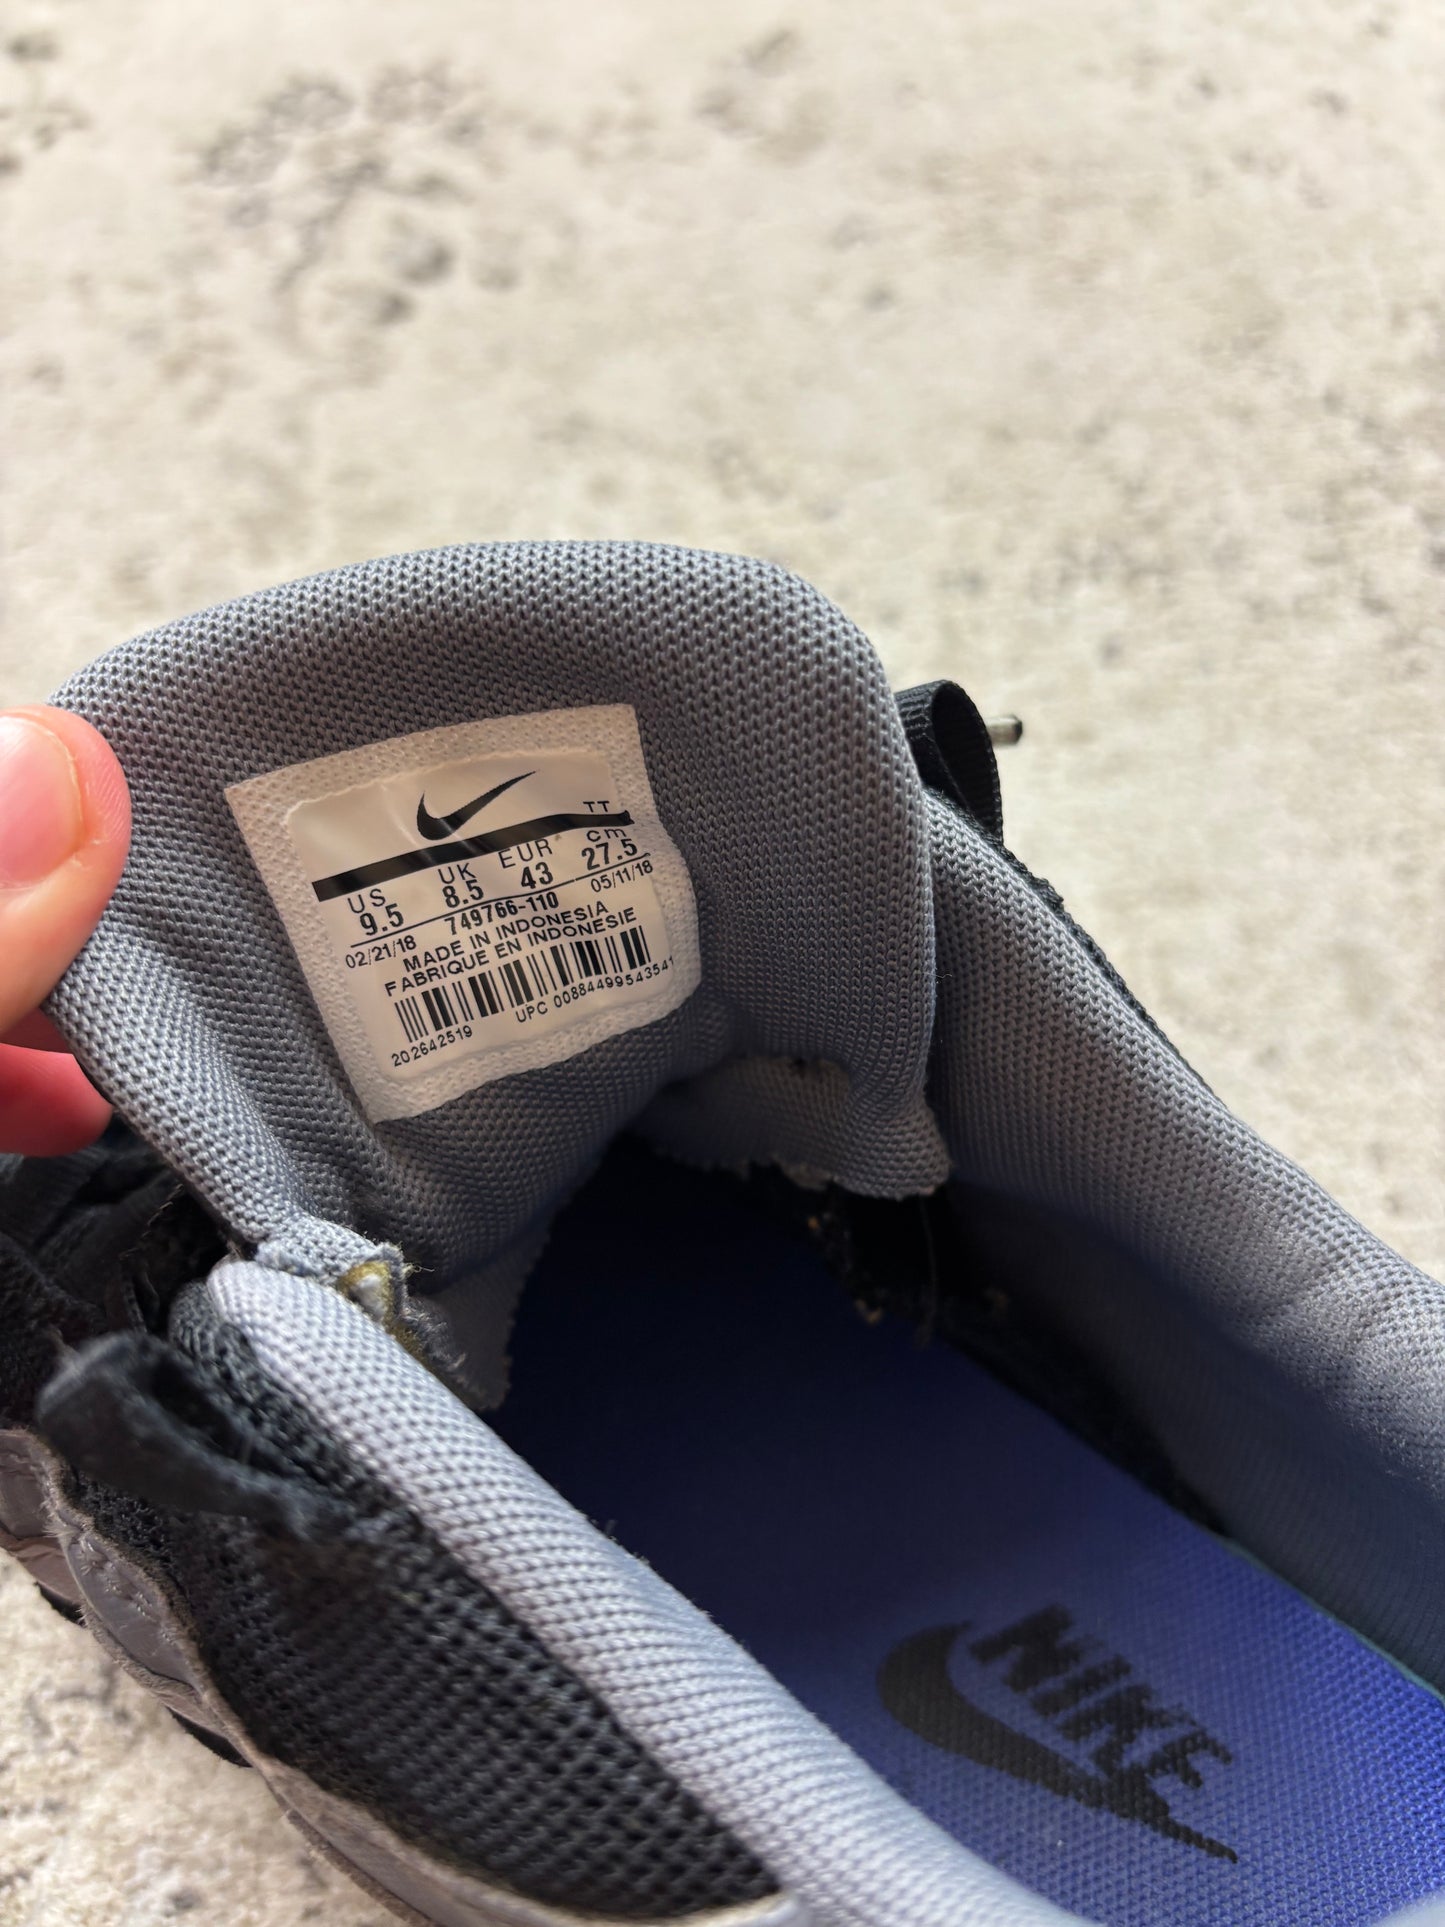 TT
US UK EUR cm
9.5 8.5 43 27.5
749766-110
02/21/18 05/11/18
MADE IN INDONESIA
FABRIQUE EN INDONESIE
202642519 UPC 00884499543541
NIKE